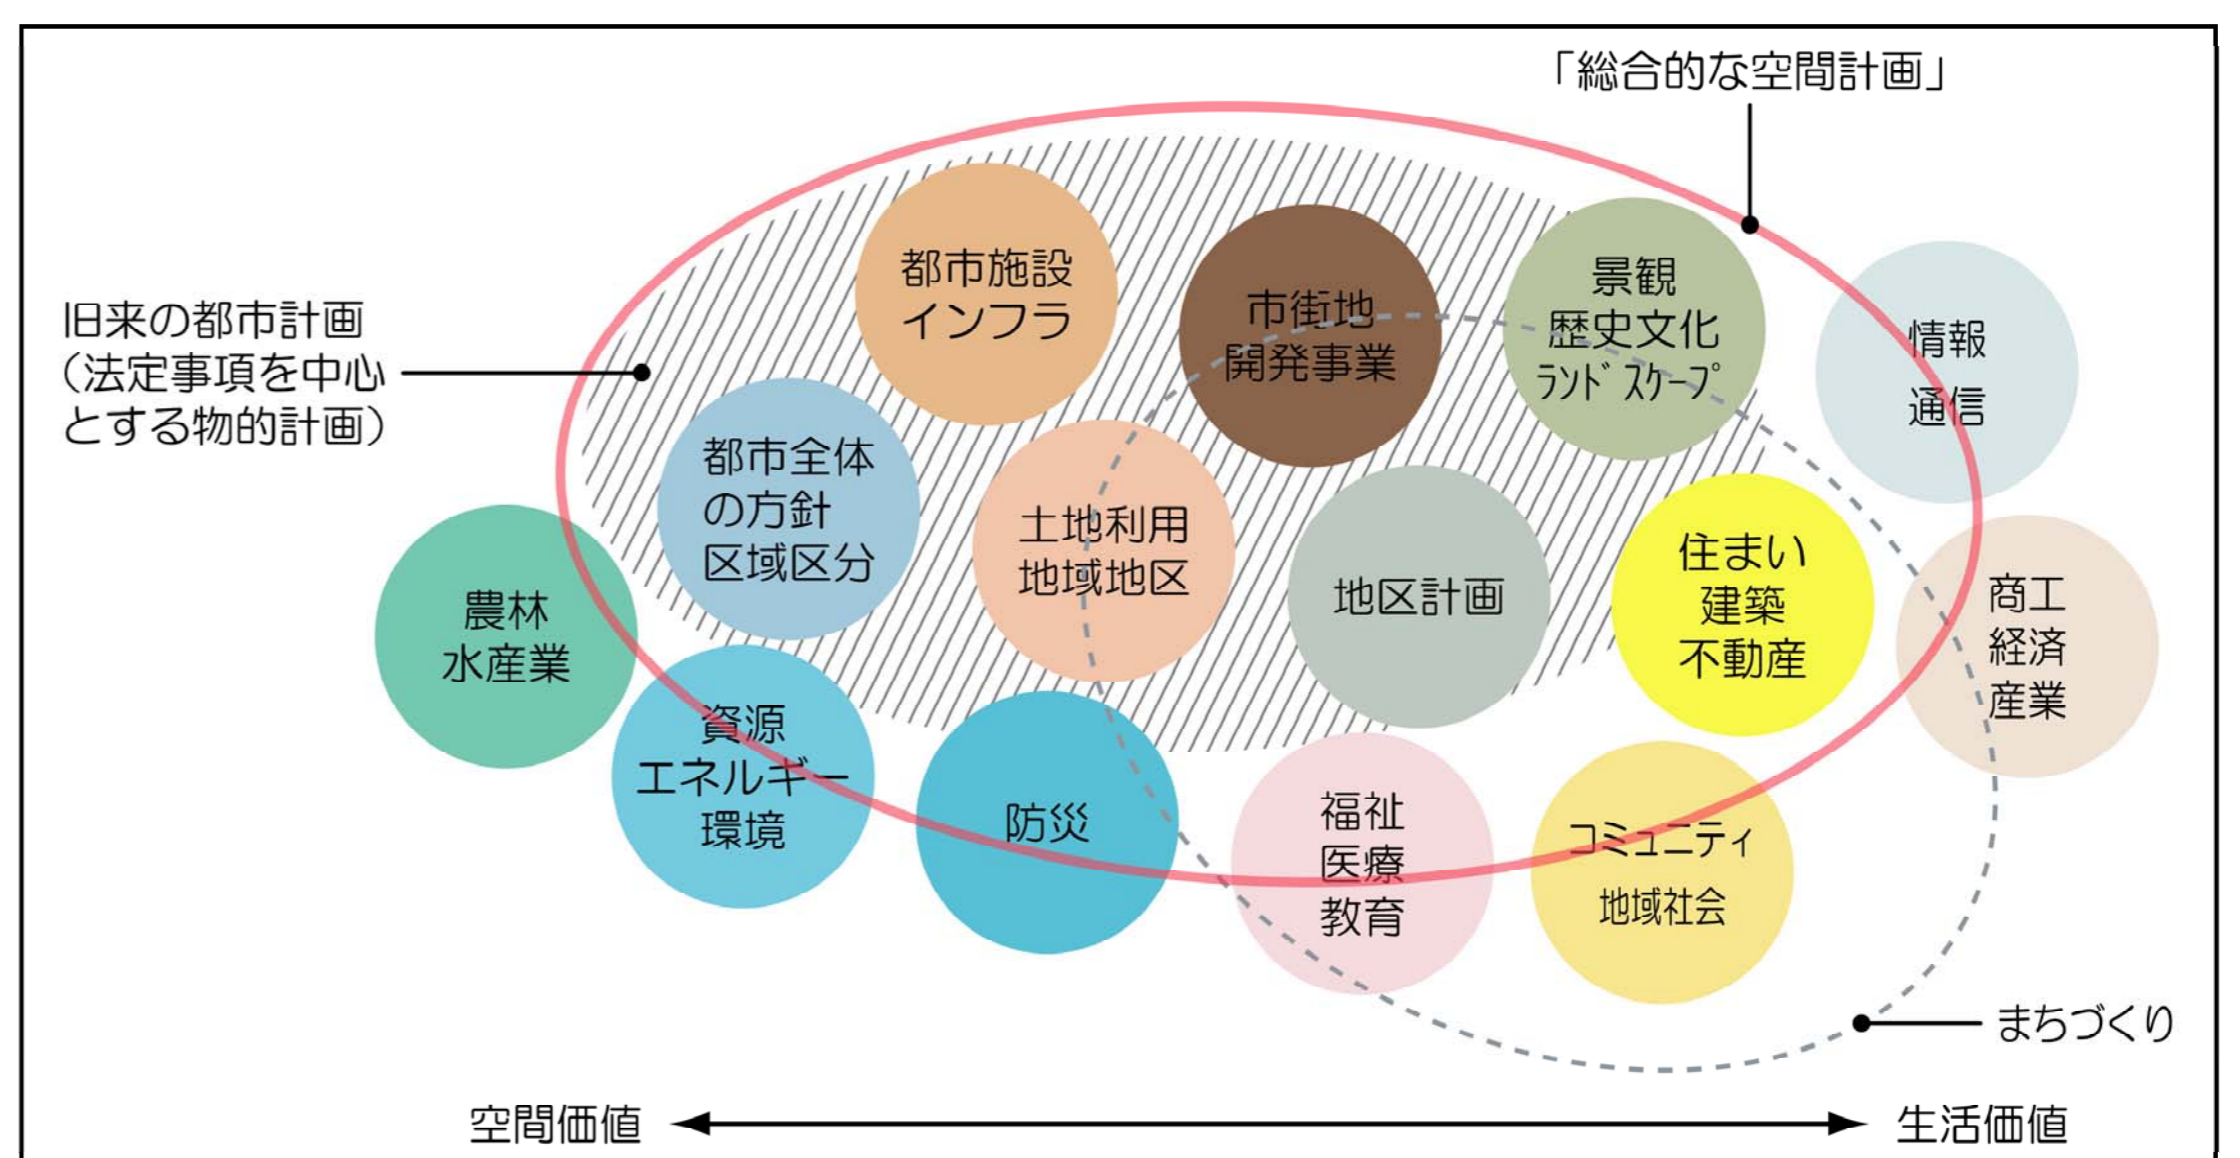 「総合的な空間計画」
旧来の都市計画
（法定事項を中心
とする物的計画）
都市施設
インフラ
市街地
開発事業
景観
歴史文化
ﾗﾝﾄﾞｽｹｰﾌﾟ
情報
通信
都市全体
の方針
区域区分
土地利用
地域地区
地区計画
住まい
建築
不動産
商工
経済
産業
農林
水産業
資源
エネルギー
環境
防災
福祉
医療
教育
コミュニティ
地域社会
まちづくり
空間価値
生活価値